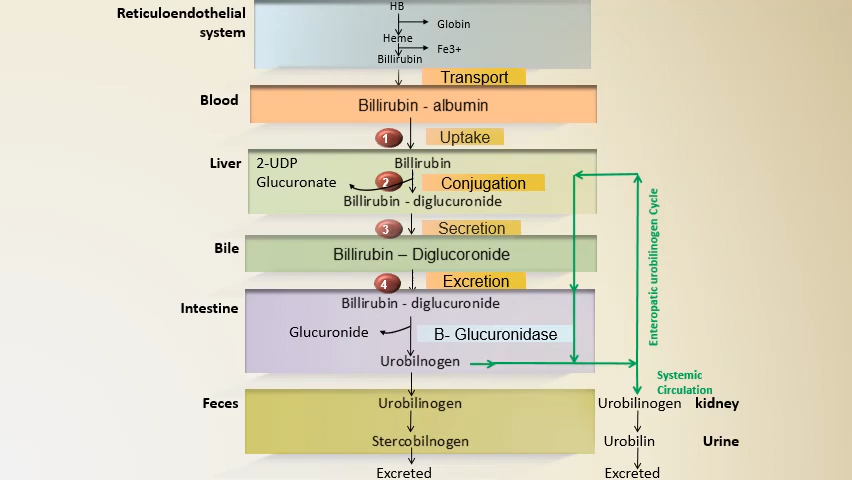 Reticuloendothelial
system
HB
Globin
Heme
Fe3+
Billirubin
Transport
Blood
Billirubin - albumin
1
Uptake
Liver
2-UDP
Glucuronate
Billirubin
2
Conjugation
Billirubin - diglucuronide
3
Secretion
Bile
Billirubin – Diglucoronide
4
Excretion
Intestine
Billirubin - diglucuronide
Glucuronide
B- Glucuronidase
Urobilnogen
Enteropatic urobilinogen Cycle
Systemic
Circulation
Feces
Urobilinogen
Urobilinogen
kidney
Stercobilnogen
Urobilin
Urine
Excreted
Excreted